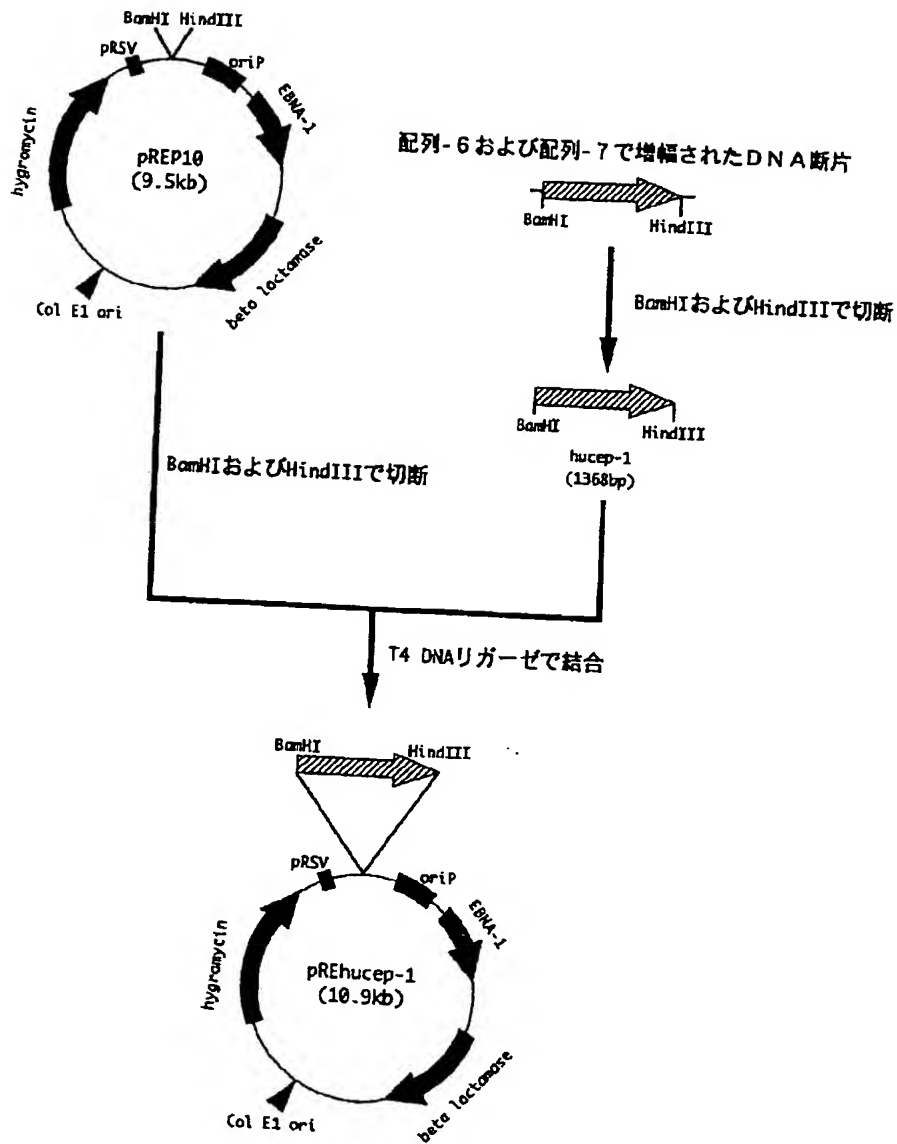 BamHI HindIII
pRSV
oriP
EBNA-1
hygromycin
pREP10
(9.5kb)
beta lactamase
Col E1 ori
配列-6および配列-7で増幅されたDNA断片
BamHI
HindIII
BamHIおよびHindIIIで切断
BamHI
HindIII
hucep-1
(1368bp)
BamHIおよびHindIIIで切断
T4 DNAリガーゼで結合
BamHI
HindIII
pRSV
oriP
EBNA-1
hygromycin
pREhucep-1
(10.9kb)
beta lactamase
Col E1 ori